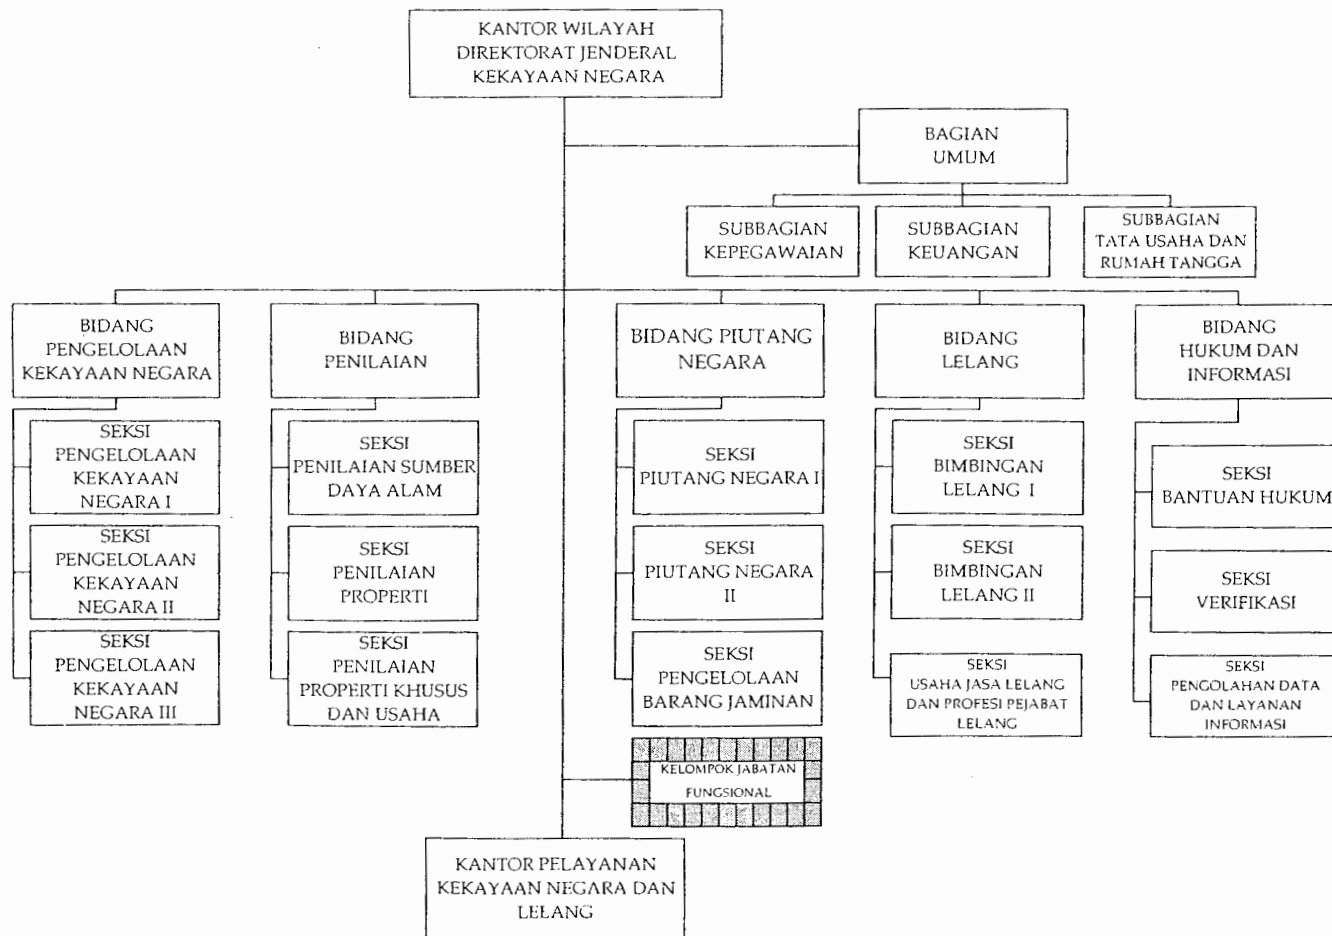 KANTOR WILAYAH
DIREKTORAT JENDERAL
KEKAYAAN NEGARA
BAGIAN
UMUM
SUBBAGIAN
KEPEGAWAIAN
SUBBAGIAN
KEUANGAN
SUBBAGIAN
TATA USAHA DAN
RUMAH TANGGA
BIDANG
PENGELOLAAN
KEKAYAAN NEGARA
BIDANG
PENILAIAN
BIDANG PIUTANG
NEGARA
BIDANG
LELANG
BIDANG
HUKUM DAN
INFORMASI
SEKSI
PENGELOLAAN
KEKAYAAN
NEGARA I
SEKSI
PENGELOLAAN
KEKAYAAN
NEGARA II
SEKSI
PENGELOLAAN
KEKAYAAN
NEGARA III
SEKSI
PENILAIAN SUMBER
DAYA ALAM
SEKSI
PENILAIAN
PROPERTI
SEKSI
PENILAIAN
PROPERTI KHUSUS
DAN USAHA
SEKSI
PIUTANG NEGARA I
SEKSI
PIUTANG NEGARA
II
SEKSI
PENGELOLAAN
BARANG JAMINAN
SEKSI
BIMBINGAN
LELANG I
SEKSI
BIMBINGAN
LELANG II
SEKSI
USAHA JASA LELANG
DAN PROFESI PEJABAT
LELANG
SEKSI
BANTUAN HUKUM
SEKSI
VERIFIKASI
SEKSI
PENGOLAHAN DATA
DAN LAYANAN
INFORMASI
KELOMPOK JABATAN
FUNGSIONAL
KANTOR PELAYANAN
KEKAYAAN NEGARA DAN
LELANG